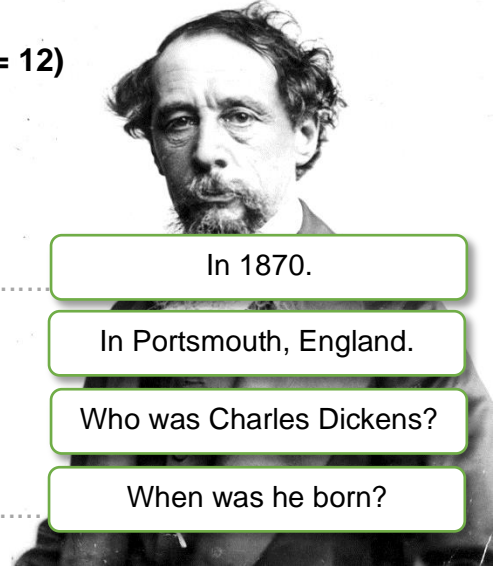 = 12)
In 1870.
In Portsmouth, England.
Who was Charles Dickens?
When was he born?